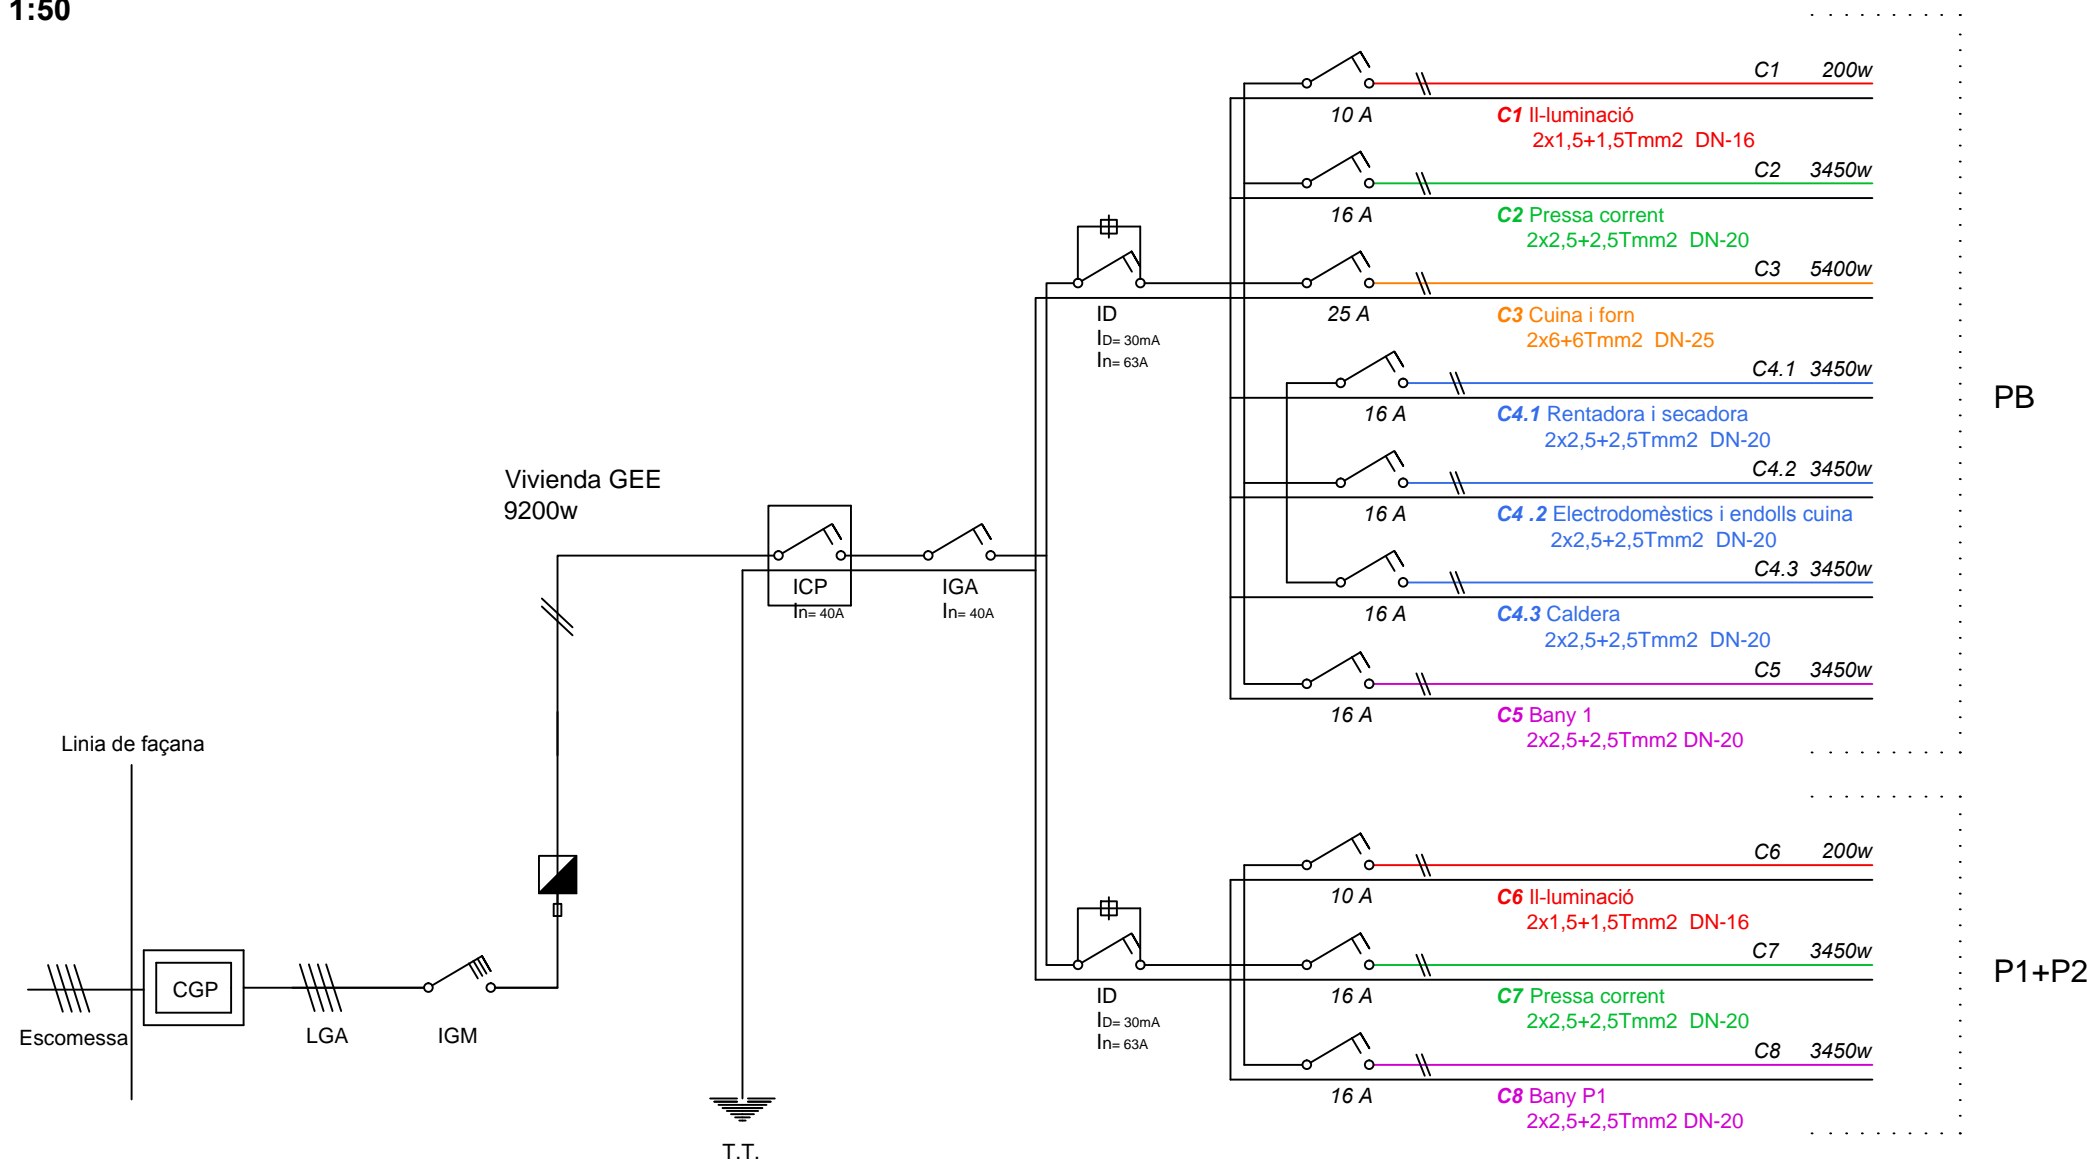 1:50
C1 200w
10 A
C1 Il-luminació
2x1,5+1,5Tmm2 DN-16
C2 3450w
16 A
C2 Pressa corrent
2x2,5+2,5Tmm2 DN-20
C3 5400w
ID
ID= 30mA
In= 63A
25 A
C3 Cuina i forn
2x6+6Tmm2 DN-25
C4.1 3450w
16 A
C4.1 Rentadora i secadora
2x2,5+2,5Tmm2 DN-20
PB
C4.2 3450w
16 A
C4 .2 Electrodomèstics i endolls cuina
2x2,5+2,5Tmm2 DN-20
C4.3 3450w
16 A
C4.3 Caldera
2x2,5+2,5Tmm2 DN-20
C5 3450w
16 A
C5 Bany 1
2x2,5+2,5Tmm2 DN-20
Vivienda GEE
9200w
ICP
In= 40A
IGA
In= 40A
Linia de façana
CGP
Escomessa
LGA
IGM
T.T.
C6 200w
10 A
C6 Il-luminació
2x1,5+1,5Tmm2 DN-16
C7 3450w
ID
ID= 30mA
In= 63A
16 A
C7 Pressa corrent
2x2,5+2,5Tmm2 DN-20
P1+P2
C8 3450w
16 A
C8 Bany P1
2x2,5+2,5Tmm2 DN-20